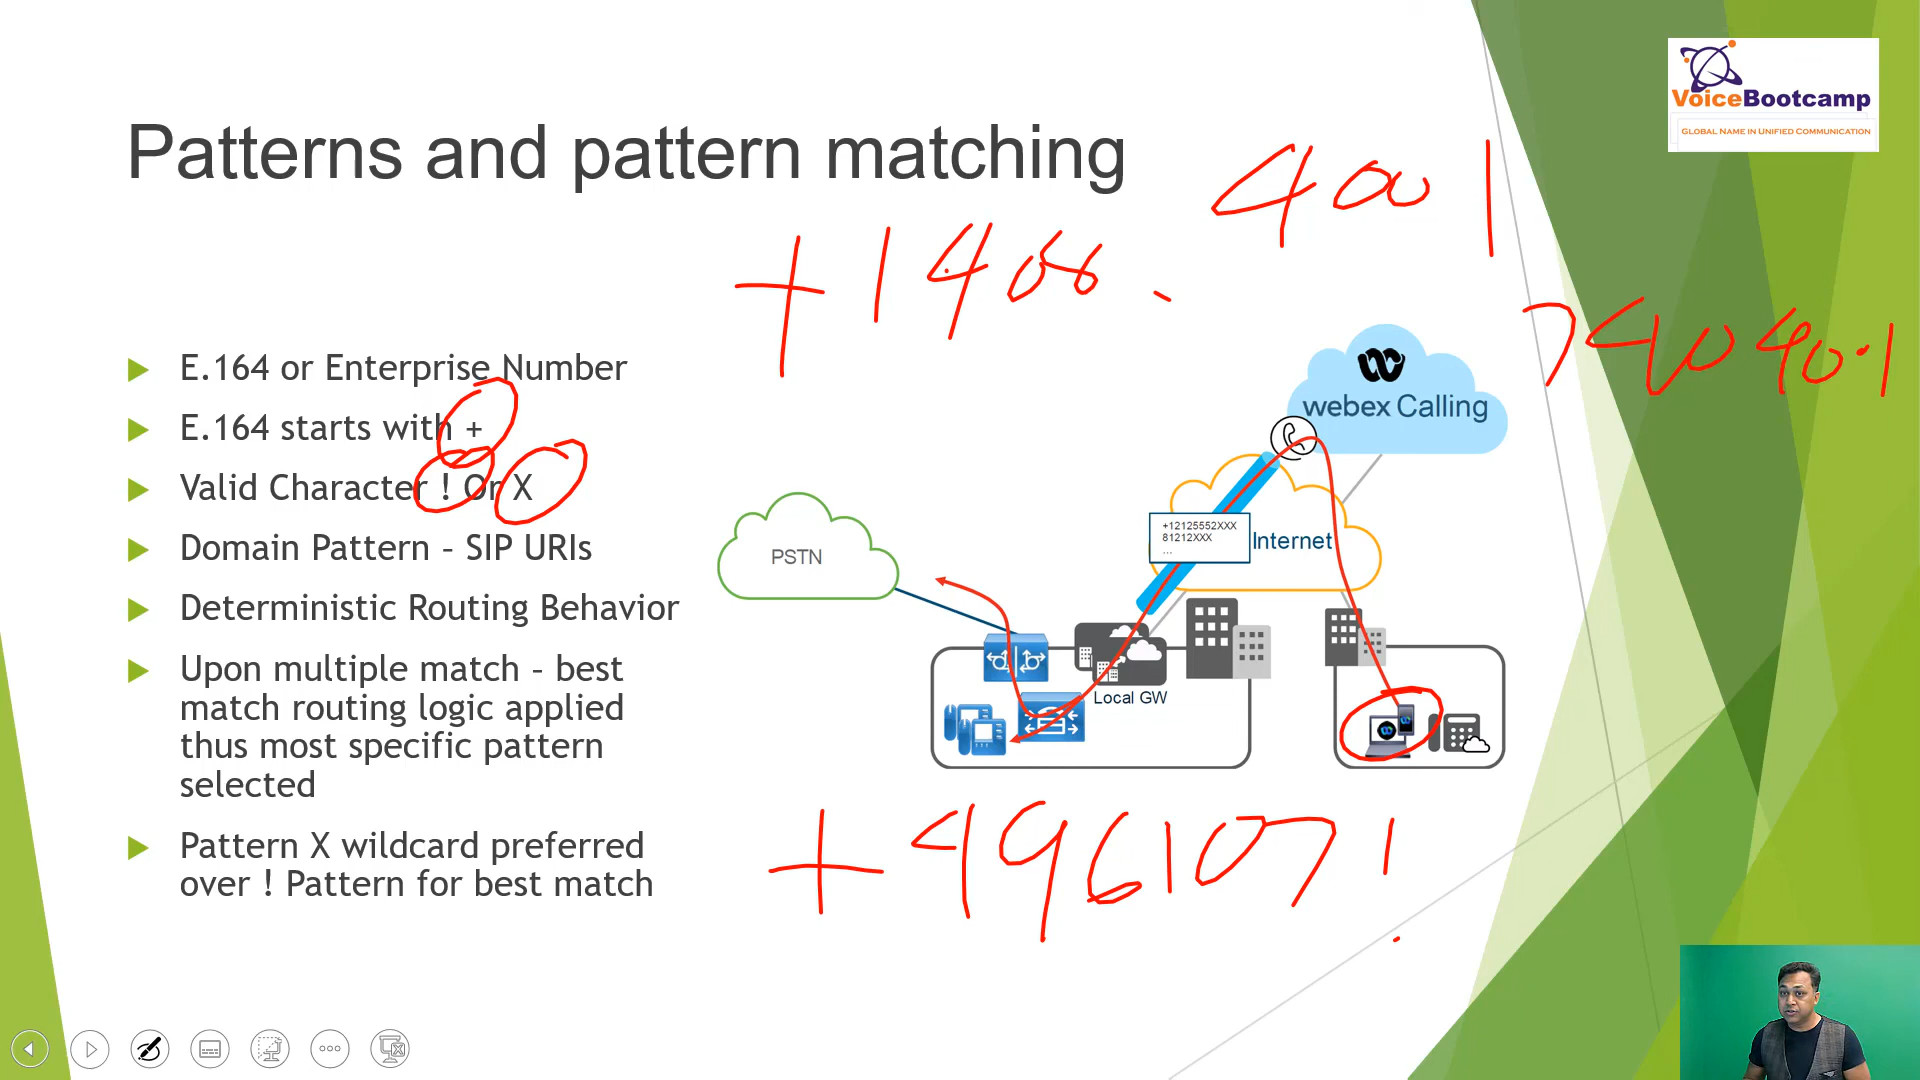 VoiceBootcamp
GLOBAL NAME IN UNIFIED COMMUNICATION
Patterns and pattern matching
4001
+1408.
E.164 or Enterprise Number
E.164 starts with +
Valid Character ! Or X
Domain Pattern – SIP URIs
Deterministic Routing Behavior
Upon multiple match – best
match routing logic applied
thus most specific pattern
selected
Pattern X wildcard preferred
over ! Pattern for best match
webex Calling
PSTN
+12125552XXX
81212XXX
...
Internet
Local GW
+496107!